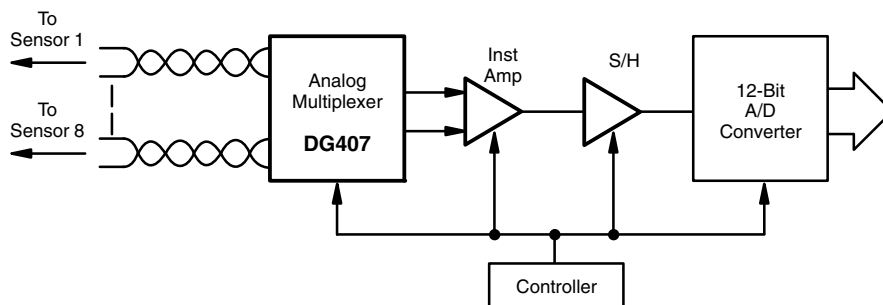 To
Sensor 1
To
Sensor 8
Analog
Multiplexer
DG407
Inst
Amp
S/H
12-Bit
A/D
Converter
Controller